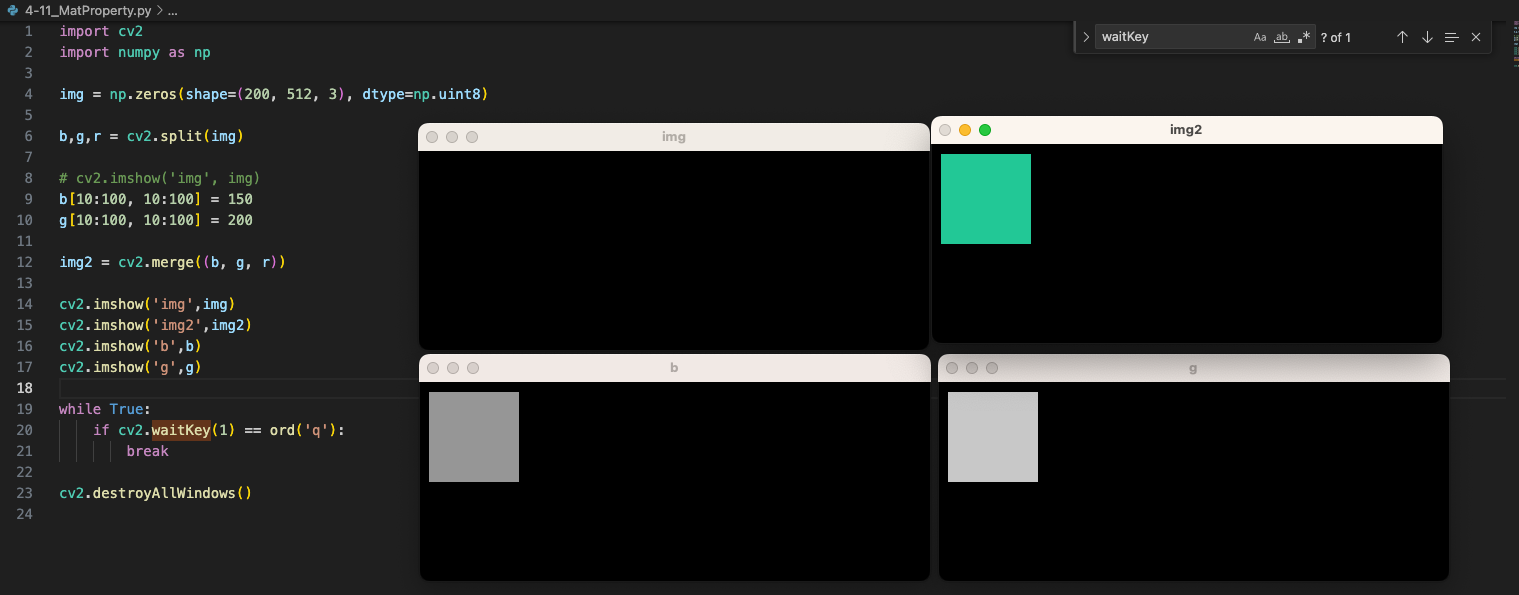 4-11_MatProperty.py > ...
waitKey
Aa ab .* ? of 1
1 import cv2
2 import numpy as np
3
4 img = np.zeros(shape=(200, 512, 3), dtype=np.uint8)
5
6 b,g,r = cv2.split(img)
7
8 # cv2.imshow('img', img)
9 b[10:100, 10:100] = 150
10 g[10:100, 10:100] = 200
11
12 img2 = cv2.merge((b, g, r))
13
14 cv2.imshow('img',img)
15 cv2.imshow('img2',img2)
16 cv2.imshow('b',b)
17 cv2.imshow('g',g)
18
19 while True:
20     if cv2.waitKey(1) == ord('q'):
21         break
22
23 cv2.destroyAllWindows()
24
img
img2
b
g